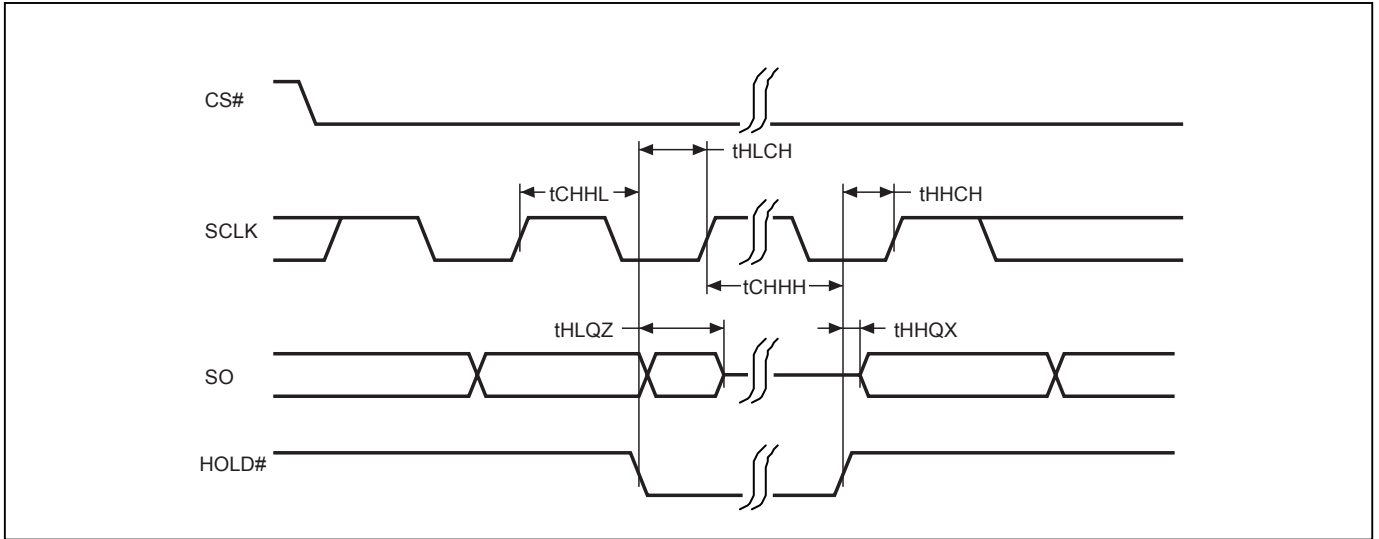 CS#
tHLCH
tCHHL
tHHCH
SCLK
tCHHH
tHLQZ
tHHQX
SO
HOLD#